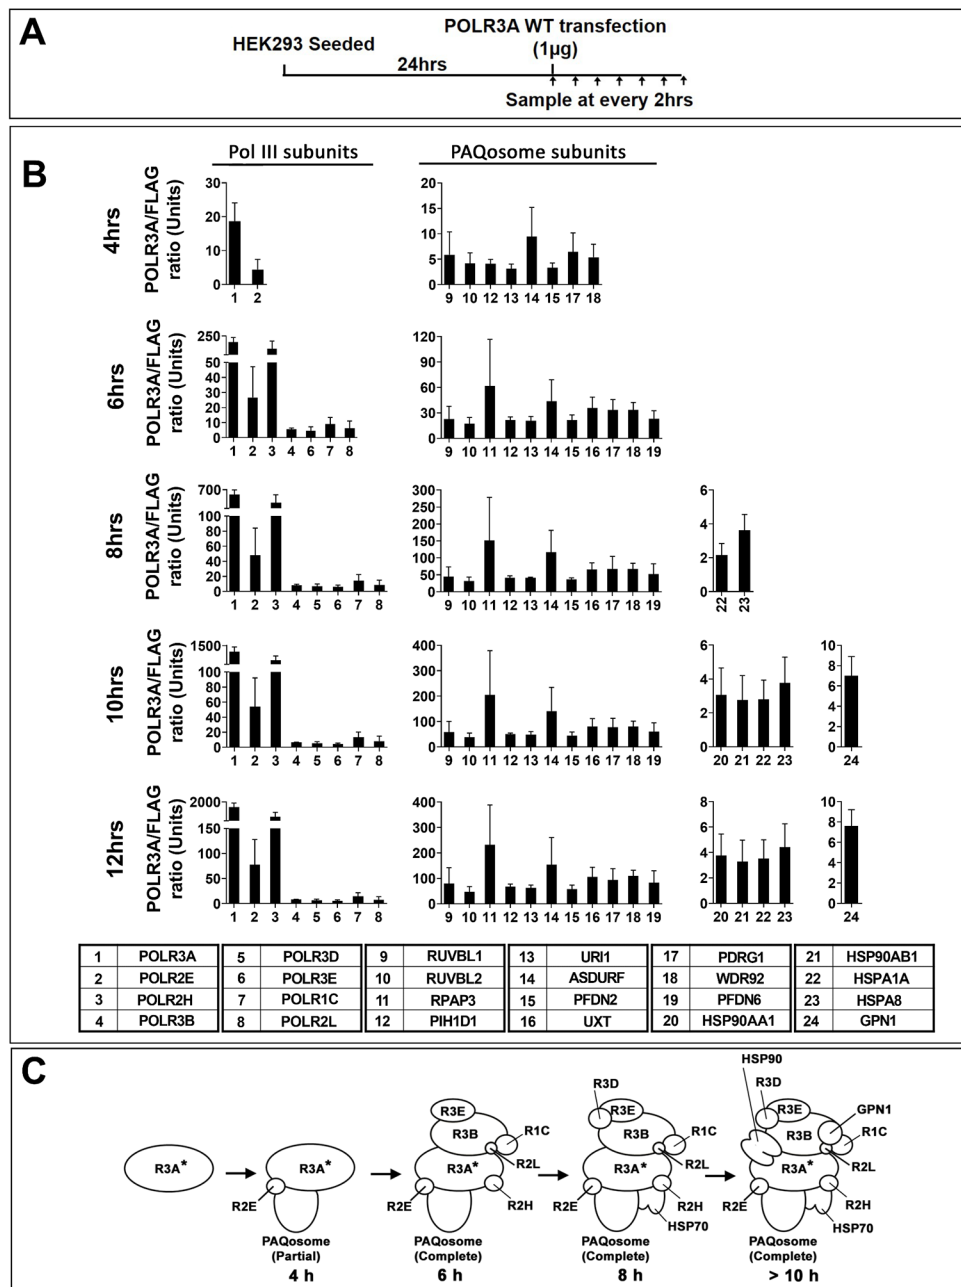 A
HEK293 Seeded
POLR3A WT transfection
(1µg)
24hrs
Sample at every 2hrs
B
Pol III subunits
PAQosome subunits
4hrs
POLR3A/FLAG
ratio (Units)
30
20
10
0
1 2
20
15
10
5
0
9 10 12 13 14 15 17 18
6hrs
POLR3A/FLAG
ratio (Units)
250
50
50
40
30
20
10
0
1 2 3 4 6 7 8
120
90
60
30
0
9 10 11 12 13 14 15 16 17 18 19
8hrs
POLR3A/FLAG
ratio (Units)
700
100
100
80
60
40
20
0
1 2 3 4 5 6 7 8
300
250
200
150
100
50
0
9 10 11 12 13 14 15 16 17 18 19
6
4
2
0
22 23
10hrs
POLR3A/FLAG
ratio (Units)
1500
100
100
80
60
40
20
0
1 2 3 4 5 6 7 8
400
300
200
100
0
9 10 11 12 13 14 15 16 17 18 19
6
4
2
0
20 21 22 23
10
8
6
4
2
0
24
12hrs
POLR3A/FLAG
ratio (Units)
2000
150
150
100
50
0
1 2 3 4 5 6 7 8
400
300
200
100
0
9 10 11 12 13 14 15 16 17 18 19
8
6
4
2
0
20 21 22 23
10
8
6
4
2
0
24
1 POLR3A 5 POLR3D 9 RUVBL1 13 URI1 17 PDRG1 21 HSP90AB1
2 POLR2E 6 POLR3E 10 RUVBL2 14 ASDURF 18 WDR92 22 HSPA1A
3 POLR2H 7 POLR1C 11 RPAP3 15 PFDN2 19 PFDN6 23 HSPA8
4 POLR3B 8 POLR2L 12 PIH1D1 16 UXT 20 HSP90AA1 24 GPN1
C
R3A*
R3A*
R2E
PAQosome
(Partial)
4 h
R3E
R3B
R1C
R3A*
R2L
R2E
R2H
PAQosome
(Complete)
6 h
R3D
R3E
R3B
R1C
R3A*
R2L
R2E
R2H
HSP70
PAQosome
(Complete)
8 h
HSP90
R3D
R3E
GPN1
R3B
R1C
R3A*
R2L
R2E
R2H
HSP70
PAQosome
(Complete)
> 10 h